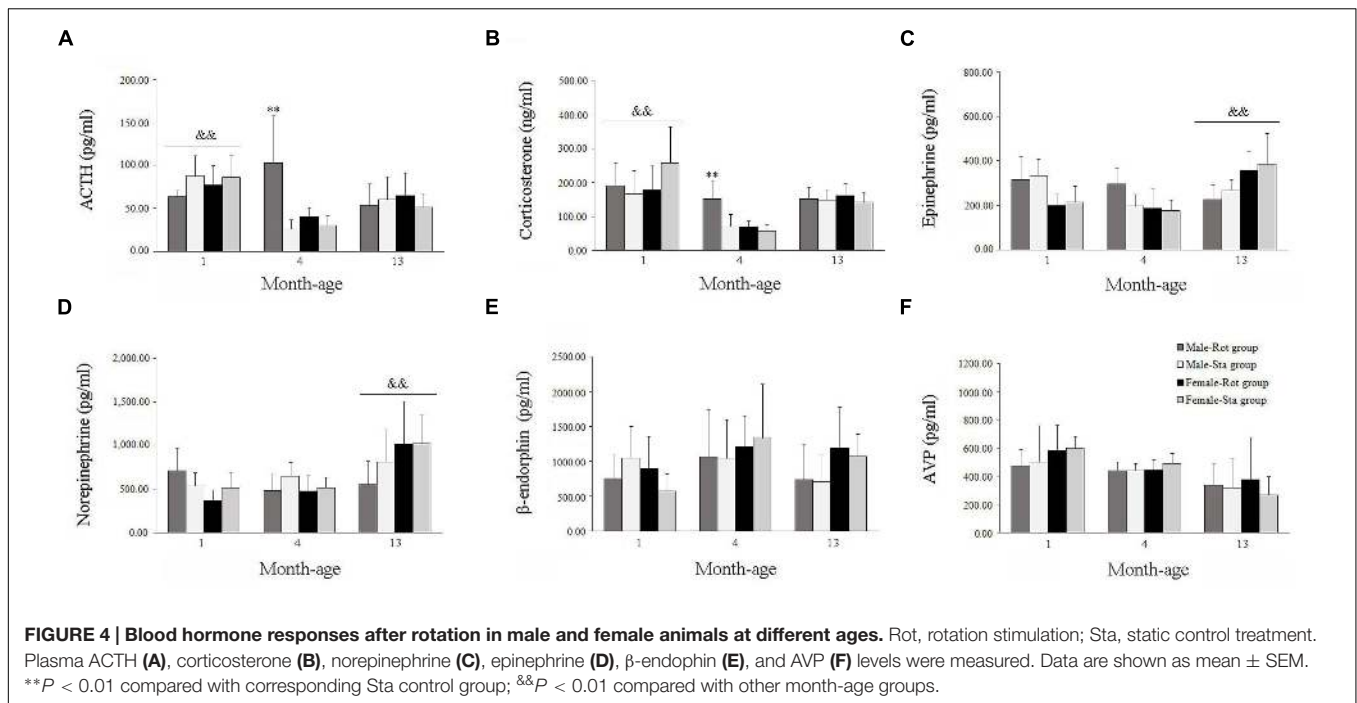 A
B
C
ACTH (pg/ml)
200.00
150.00
100.00
50.00
0.00
&&
**
1 4 13
Month-age
Corticosterone (ng/ml)
500.00
400.00
300.00
200.00
100.00
0.00
&&
**
1 4 13
Month-age
Epinephrine (pg/ml)
800.00
600.00
400.00
200.00
0.00
&&
1 4 13
Month-age
D
E
F
Norepinephrine (pg/ml)
2,000.00
1,500.00
1,000.00
500.00
0.00
&&
1 4 13
Month-age
β-endorphin (pg/ml)
2500.00
2000.00
1500.00
1000.00
500.00
0.00
1 4 13
Month-age
AVP (pg/ml)
1200.00
1000.00
800.00
600.00
400.00
200.00
0.00
Male-Rot group
Male-Sta group
Female-Rot group
Female-Sta group
1 4 13
Month-age
FIGURE 4 | Blood hormone responses after rotation in male and female animals at different ages. Rot, rotation stimulation; Sta, static control treatment.
Plasma ACTH (A), corticosterone (B), norepinephrine (C), epinephrine (D), β-endophin (E), and AVP (F) levels were measured. Data are shown as mean ± SEM.
**P < 0.01 compared with corresponding Sta control group; &&P < 0.01 compared with other month-age groups.